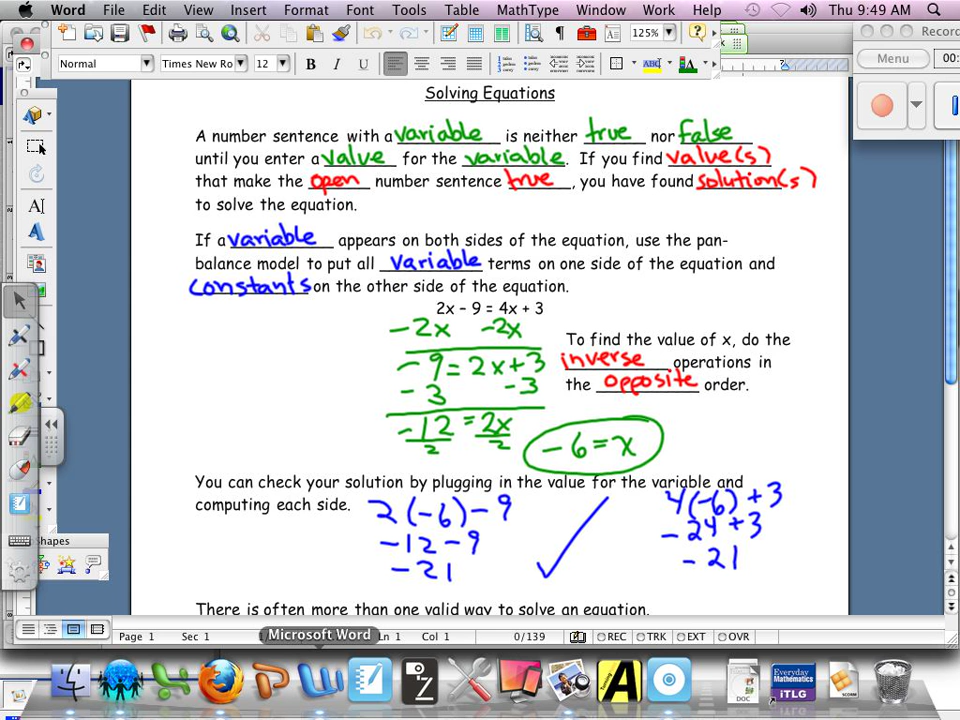 Word File Edit View Insert Format Font Tools Table MathType Window Work Help Thu 9:49 AM
Record
125%
Normal Times New Ro 12 B I U ABC A
Menu 00:
Solving Equations
A number sentence with a variable is neither true nor false
until you enter a value for the variable. If you find value(s)
that make the open number sentence true, you have found solution(s)
to solve the equation.
If a variable appears on both sides of the equation, use the pan-
balance model to put all variable terms on one side of the equation and
constants on the other side of the equation.
2x – 9 = 4x + 3
-2x -2x
-9 = 2x + 3
-3 -3
-12 = 2x
2 2
-6 = x
To find the value of x, do the
inverse operations in
the opposite order.
You can check your solution by plugging in the value for the variable and
computing each side.
2(-6) - 9
-12 - 9
-21
4(-6) + 3
-24 + 3
-21
There is often more than one valid way to solve an equation.
Shapes
Page 1 Sec 1 Ln 1 Col 1 0/139 REC TRK EXT OVR
Microsoft Word
DOC
Everyday
Mathematics
iTLG
SCORM